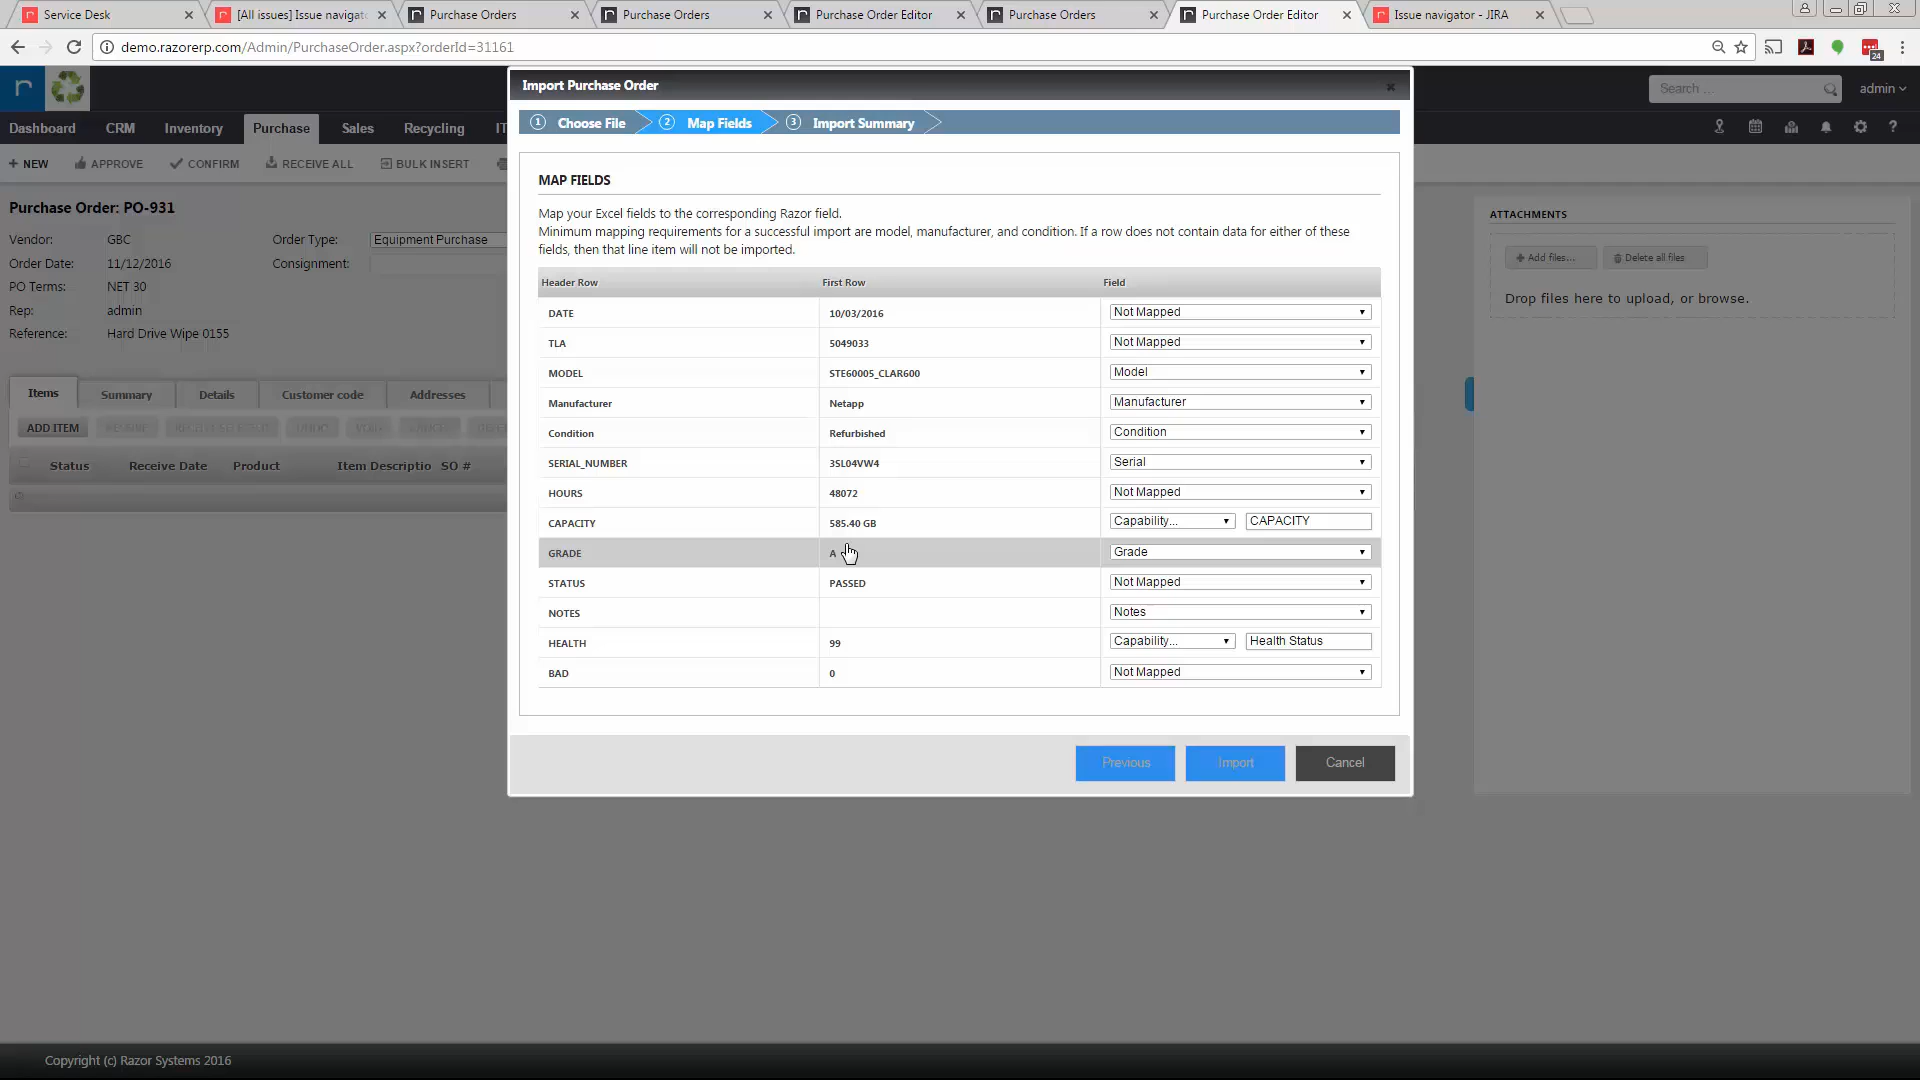 Service Desk
[All issues] Issue navigato
Purchase Orders
Purchase Orders
Purchase Order Editor
Purchase Orders
Purchase Order Editor
Issue navigator - JIRA
demo.razorerp.com/Admin/PurchaseOrder.aspx?orderId=31161
24
r
Search ...
admin
Dashboard CRM Inventory Purchase Sales Recycling IT
+ NEW APPROVE CONFIRM RECEIVE ALL BULK INSERT
Purchase Order: PO-931
Vendor: GBC Order Type: Equipment Purchase
Order Date: 11/12/2016 Consignment:
PO Terms: NET 30
Rep: admin
Reference: Hard Drive Wipe 0155
Items Summary Details Customer code Addresses
ADD ITEM RECEIVE SELECTED UNDO VOID CANCEL
Status Receive Date Product Item Descriptio SO #
Import Purchase Order
1 Choose File 2 Map Fields 3 Import Summary
MAP FIELDS
Map your Excel fields to the corresponding Razor field.
Minimum mapping requirements for a successful import are model, manufacturer, and condition. If a row does not contain data for either of these
fields, then that line item will not be imported.
Header Row First Row Field
DATE 10/03/2016 Not Mapped
TLA 5049033 Not Mapped
MODEL STE60005_CLAR600 Model
Manufacturer Netapp Manufacturer
Condition Refurbished Condition
SERIAL_NUMBER 3SL04VW4 Serial
HOURS 48072 Not Mapped
CAPACITY 585.40 GB Capability... CAPACITY
GRADE A Grade
STATUS PASSED Not Mapped
NOTES Notes
HEALTH 99 Capability... Health Status
BAD 0 Not Mapped
Previous Import Cancel
ATTACHMENTS
+ Add files... Delete all files
Drop files here to upload, or browse.
Copyright (c) Razor Systems 2016